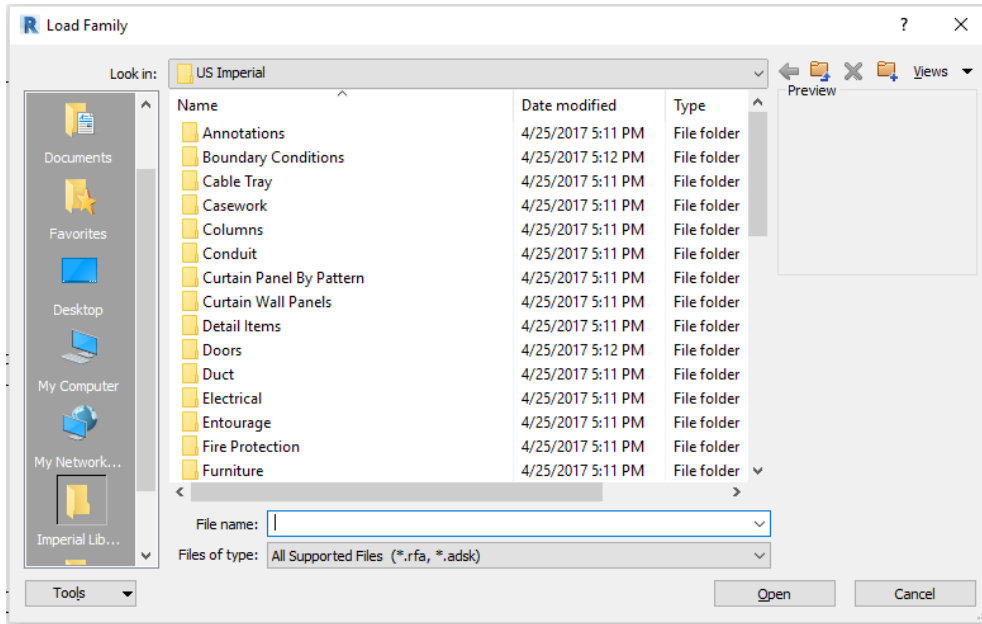 Load Family
?
Look in: US Imperial Views
Documents
Favorites
Desktop
My Computer
My Network...
Imperial Lib...
Name Date modified Type
Annotations 4/25/2017 5:11 PM File folder
Boundary Conditions 4/25/2017 5:12 PM File folder
Cable Tray 4/25/2017 5:11 PM File folder
Casework 4/25/2017 5:11 PM File folder
Columns 4/25/2017 5:11 PM File folder
Conduit 4/25/2017 5:11 PM File folder
Curtain Panel By Pattern 4/25/2017 5:11 PM File folder
Curtain Wall Panels 4/25/2017 5:11 PM File folder
Detail Items 4/25/2017 5:11 PM File folder
Doors 4/25/2017 5:12 PM File folder
Duct 4/25/2017 5:11 PM File folder
Electrical 4/25/2017 5:11 PM File folder
Entourage 4/25/2017 5:11 PM File folder
Fire Protection 4/25/2017 5:11 PM File folder
Furniture 4/25/2017 5:11 PM File folder
Preview
File name:
Files of type: All Supported Files (*.rfa, *.adsk)
Tools Open Cancel